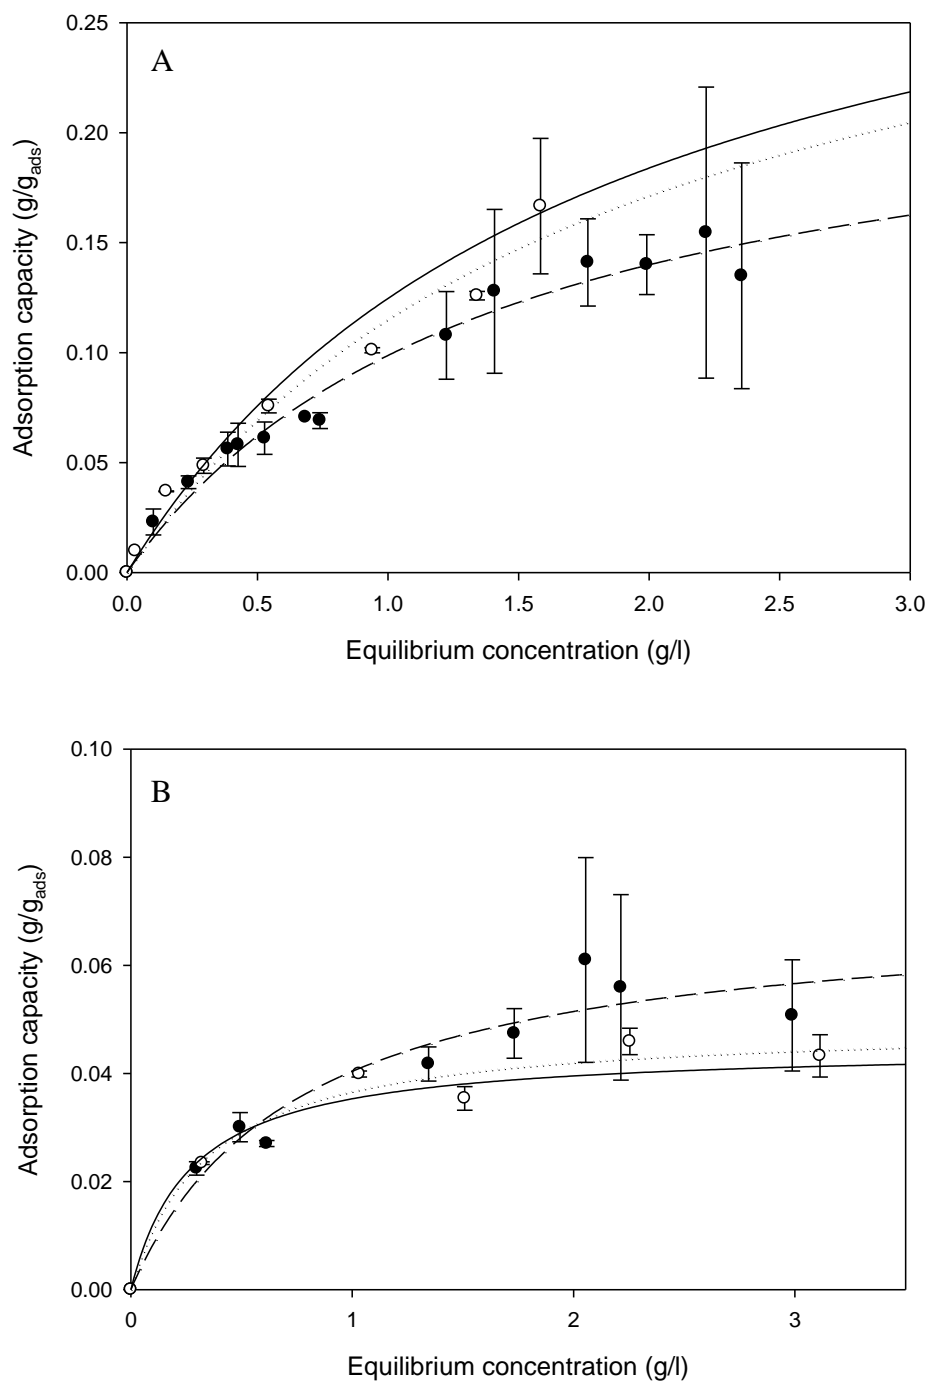 A
0.25
0.20
0.15
0.10
0.05
0.00
Adsorption capacity (g/gads)
0.0 0.5 1.0 1.5 2.0 2.5 3.0
Equilibrium concentration (g/l)
B
0.10
0.08
0.06
0.04
0.02
0.00
Adsorption capacity (g/gads)
0 1 2 3
Equilibrium concentration (g/l)